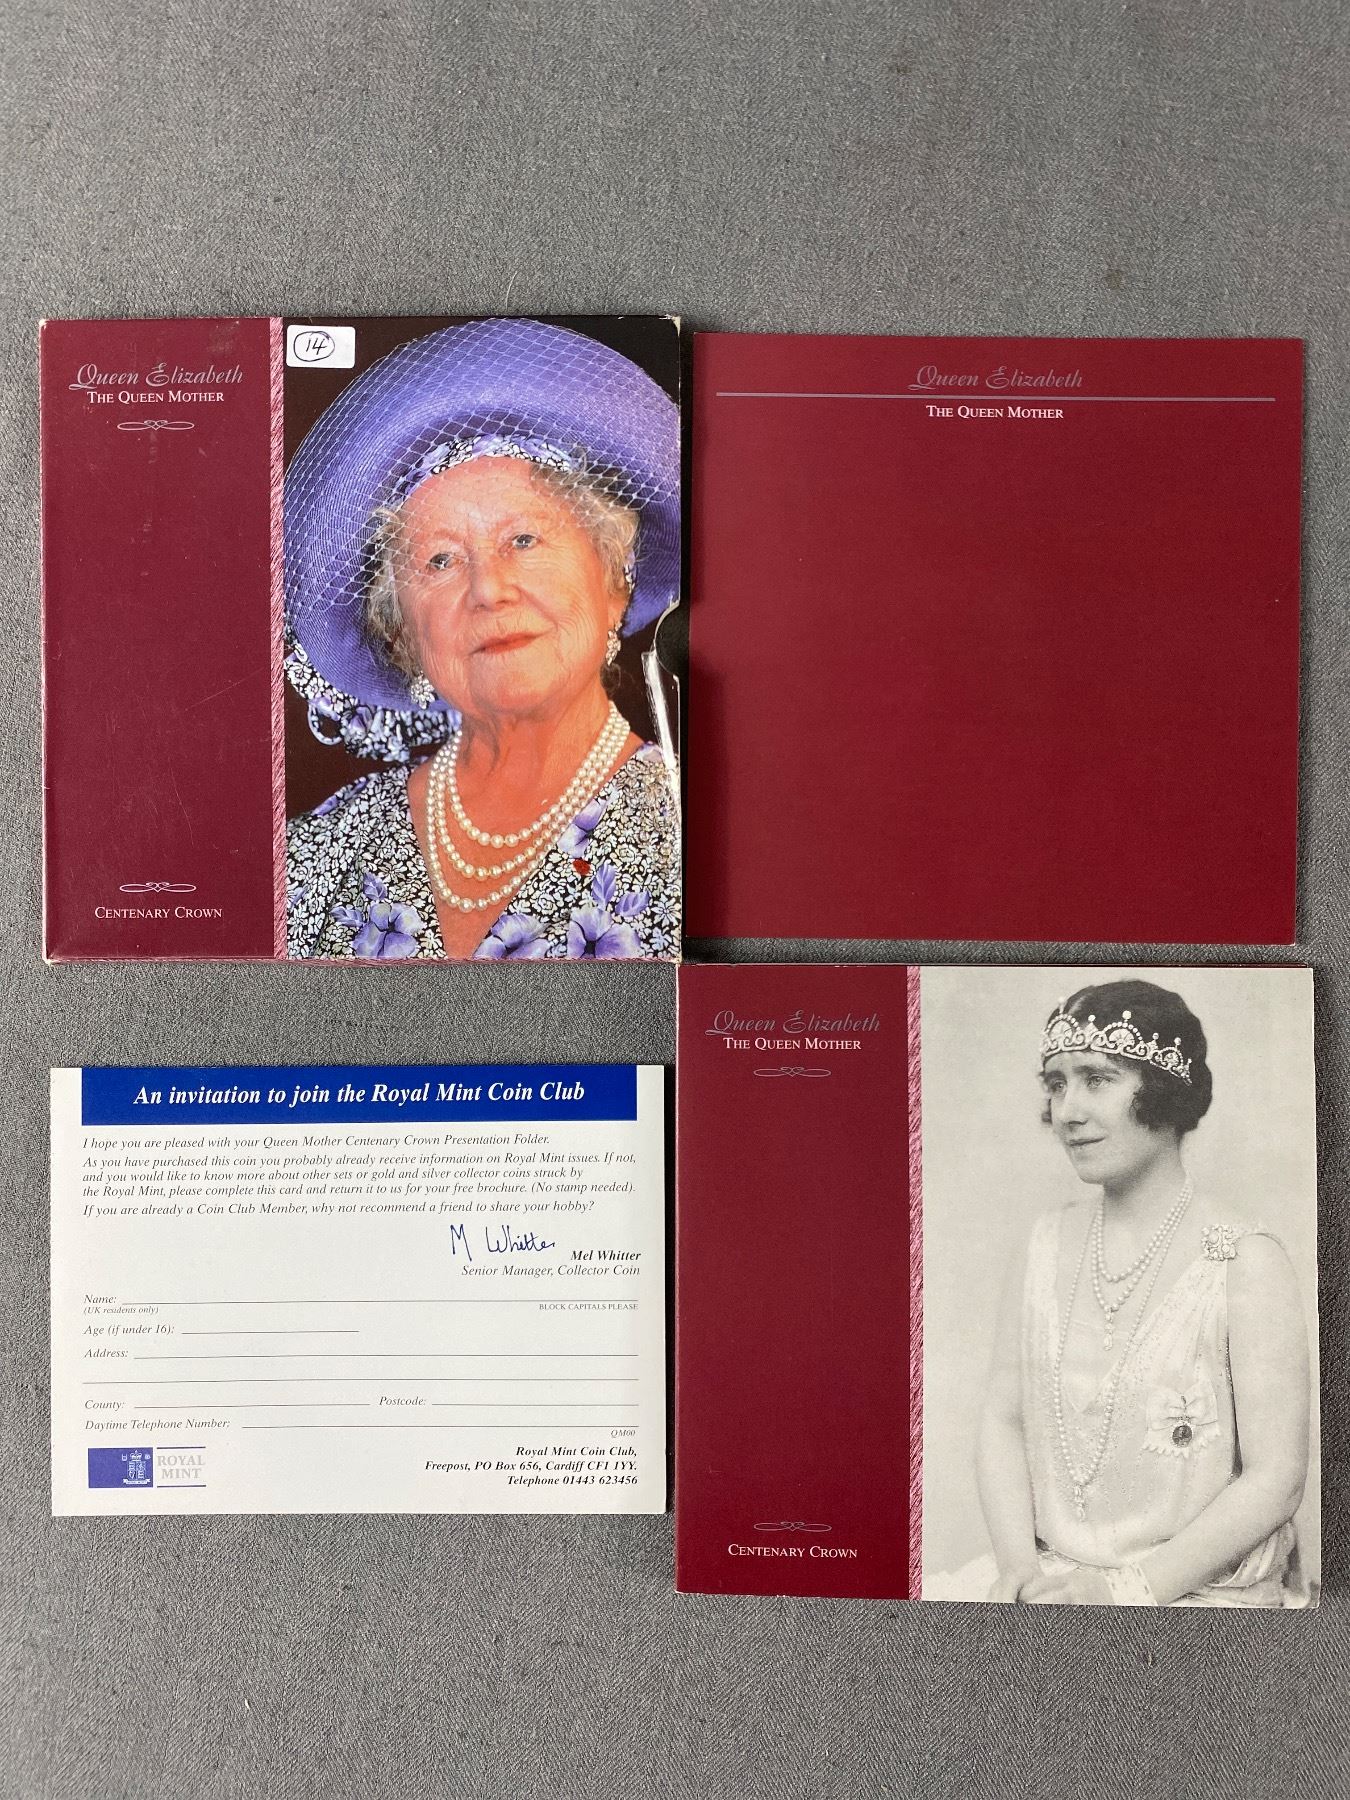 Queen Elizabeth
THE QUEEN MOTHER
14
CENTENARY CROWN
Queen Elizabeth
THE QUEEN MOTHER
An invitation to join the Royal Mint Coin Club
I hope you are pleased with your Queen Mother Centenary Crown Presentation Folder.
As you have purchased this coin you probably already receive information on Royal Mint issues. If not,
and you would like to know more about other sets or gold and silver collector coins struck by
the Royal Mint, please complete this card and return it to us for your free brochure. (No stamp needed).
If you are already a Coin Club Member, why not recommend a friend to share your hobby?
M Whitter
Mel Whitter
Senior Manager, Collector Coin
Name:
(UK residents only) BLOCK CAPITALS PLEASE
Age (if under 16):
Address:
County: Postcode:
Daytime Telephone Number:
QM00
Royal Mint Coin Club,
Freepost, PO Box 656, Cardiff CF1 1YY.
Telephone 01443 623456
ROYAL
MINT
Queen Elizabeth
THE QUEEN MOTHER
CENTENARY CROWN